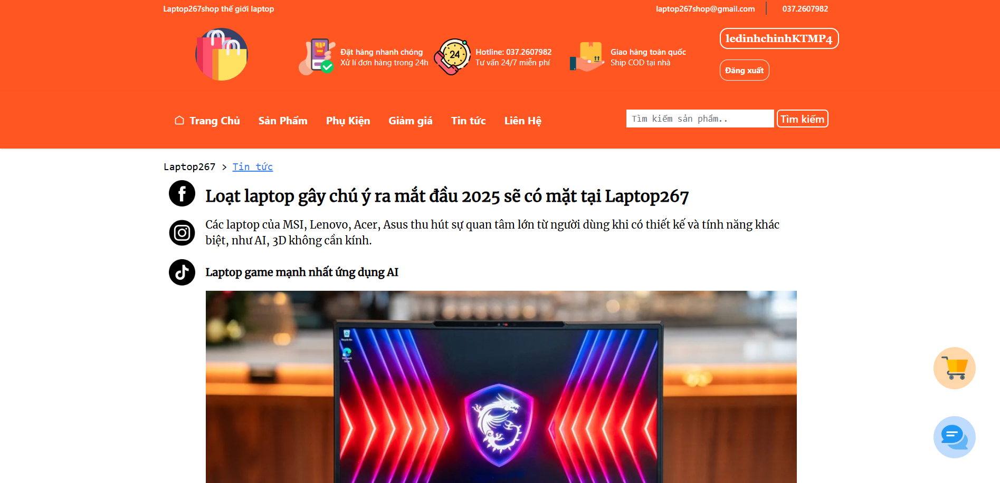 Laptop267shop thế giới laptop
laptop267shop@gmail.com
037.2607982
Đặt hàng nhanh chóng
Xử lí đơn hàng trong 24h
24
Hotline: 037.2607982
Tư vấn 24/7 miễn phí
Giao hàng toàn quốc
Ship COD tại nhà
ledinhchinhKTMP4
Đăng xuất
Trang Chủ
Sản Phẩm
Phụ Kiện
Giảm giá
Tin tức
Liên Hệ
Tìm kiếm sản phẩm..
Tìm kiếm
Laptop267 > Tin tức
Loạt laptop gây chú ý ra mắt đầu 2025 sẽ có mặt tại Laptop267
Các laptop của MSI, Lenovo, Acer, Asus thu hút sự quan tâm lớn từ người dùng khi có thiết kế và tính năng khác
biệt, như AI, 3D không cần kính.
Laptop game mạnh nhất ứng dụng AI
Recycle Bin
Microsoft
Edge